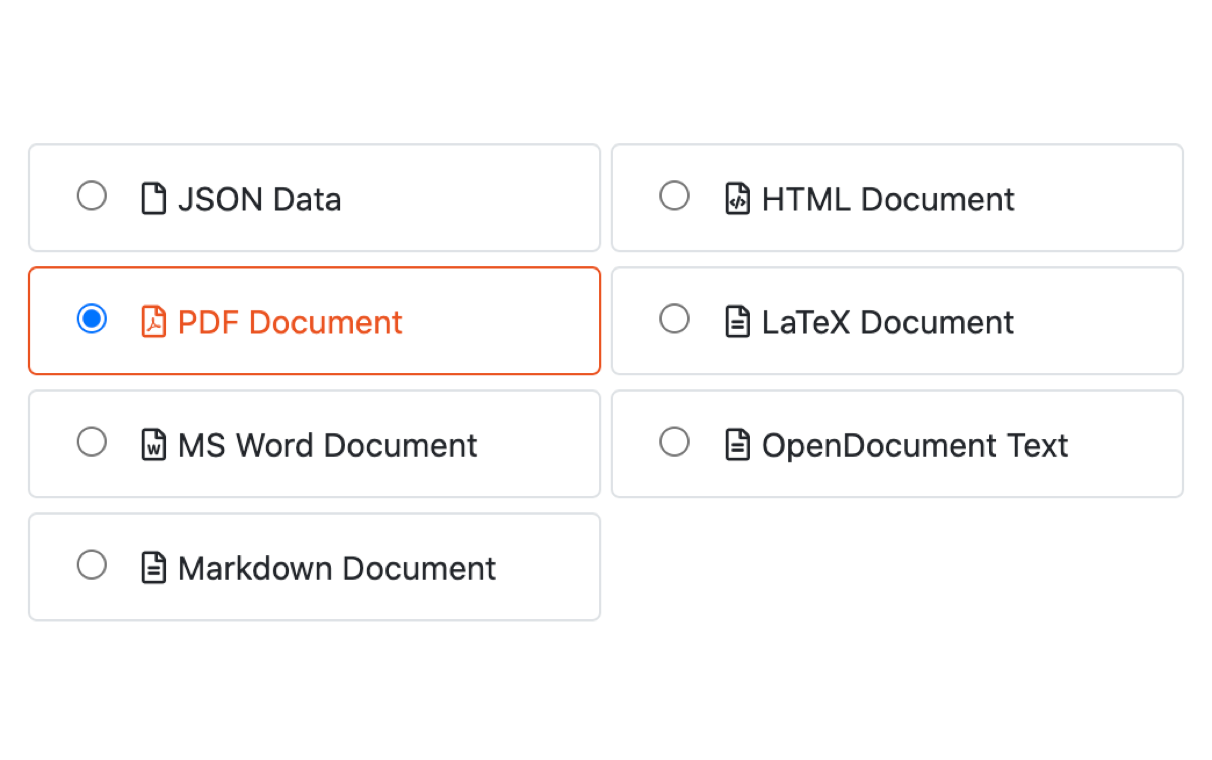 JSON Data
HTML Document
PDF Document
LaTeX Document
MS Word Document
OpenDocument Text
Markdown Document